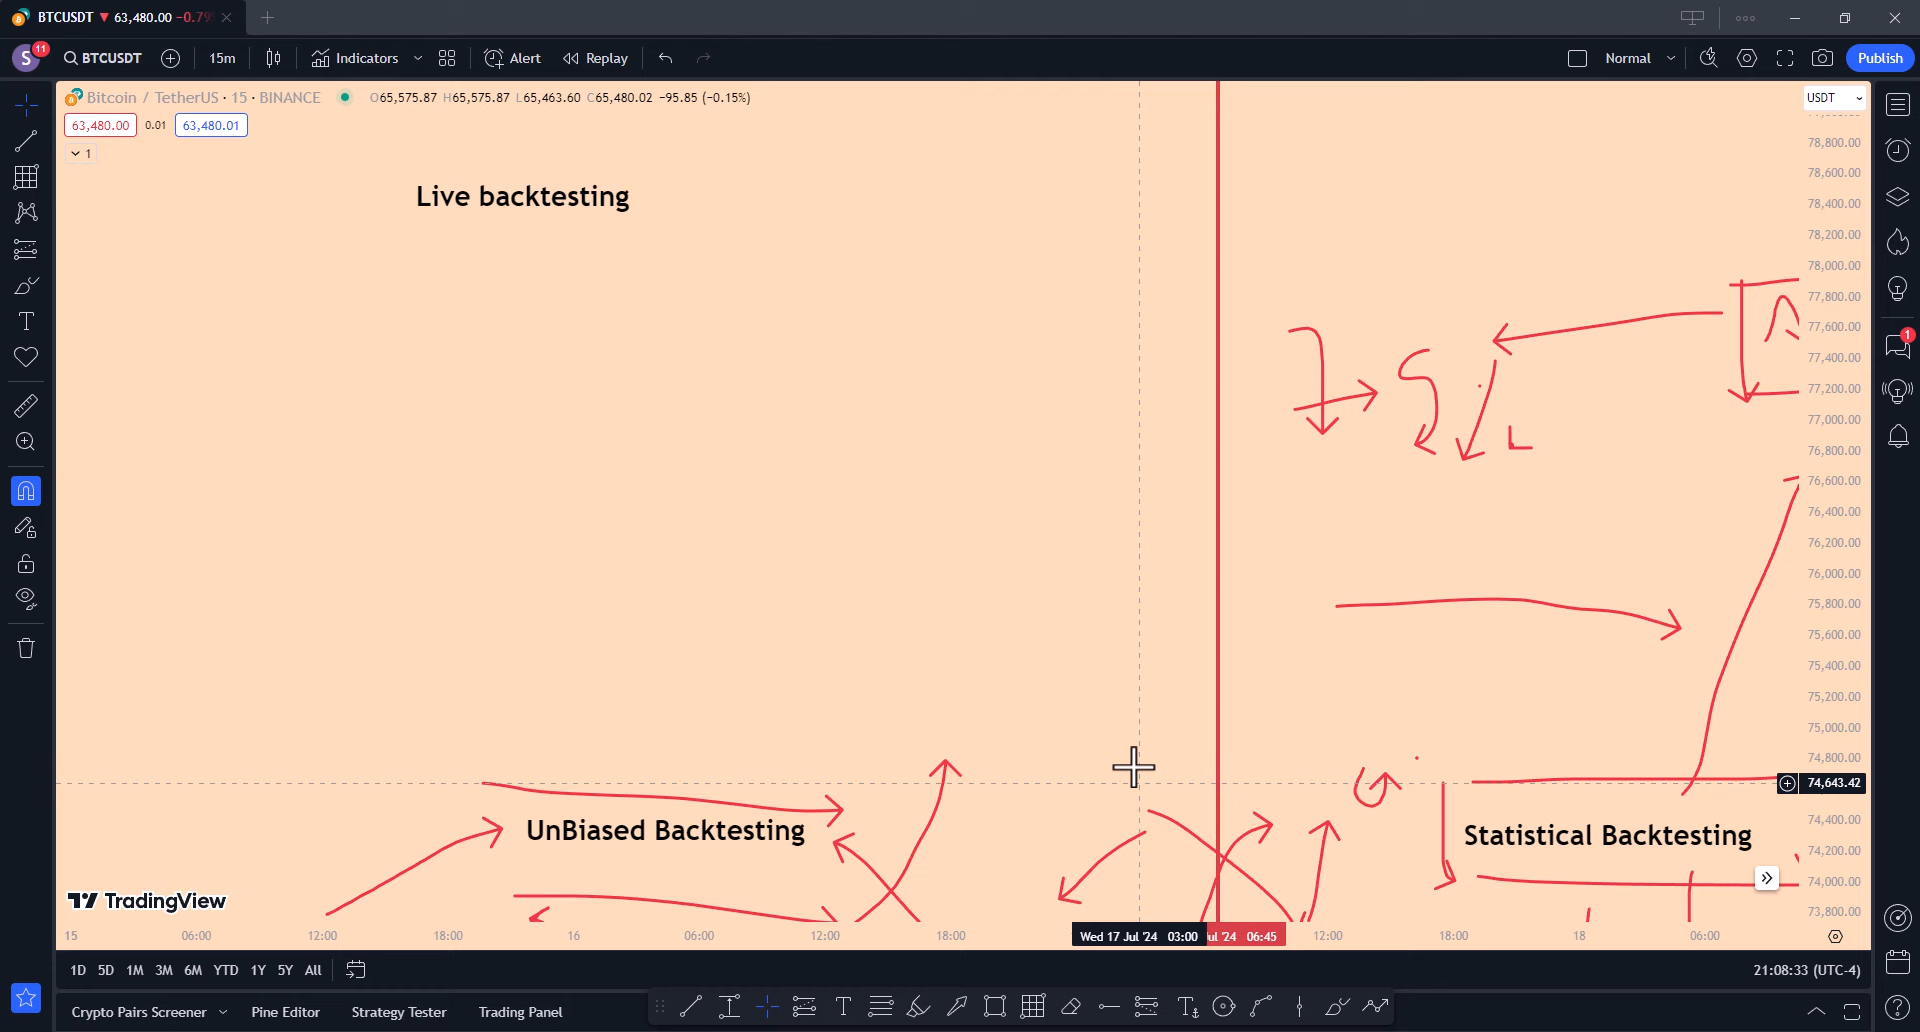 BTCUSDT ▼ 63,480.00 −0.79
S 11 BTCUSDT 15m Indicators Alert Replay Normal Publish
Bitcoin / TetherUS · 15 · BINANCE O65,575.87 H65,575.87 L65,463.60 C65,480.02 −95.85 (−0.15%) USDT
63,480.00 0.01 63,480.01
1
Live backtesting
78,800.00
78,600.00
78,400.00
78,200.00
78,000.00
77,800.00
77,600.00
77,400.00
77,200.00
77,000.00
76,800.00
76,600.00
76,400.00
76,200.00
76,000.00
75,800.00
75,600.00
75,400.00
75,200.00
75,000.00
74,800.00
74,643.42
74,400.00
74,200.00
74,000.00
73,800.00
1
UnBiased Backtesting
Statistical Backtesting
TradingView
15 06:00 12:00 18:00 16 06:00 12:00 18:00 Wed 17 Jul '24 03:00 Jul '24 06:45 12:00 18:00 18 06:00
1D 5D 1M 3M 6M YTD 1Y 5Y All 21:08:33 (UTC-4)
Crypto Pairs Screener Pine Editor Strategy Tester Trading Panel